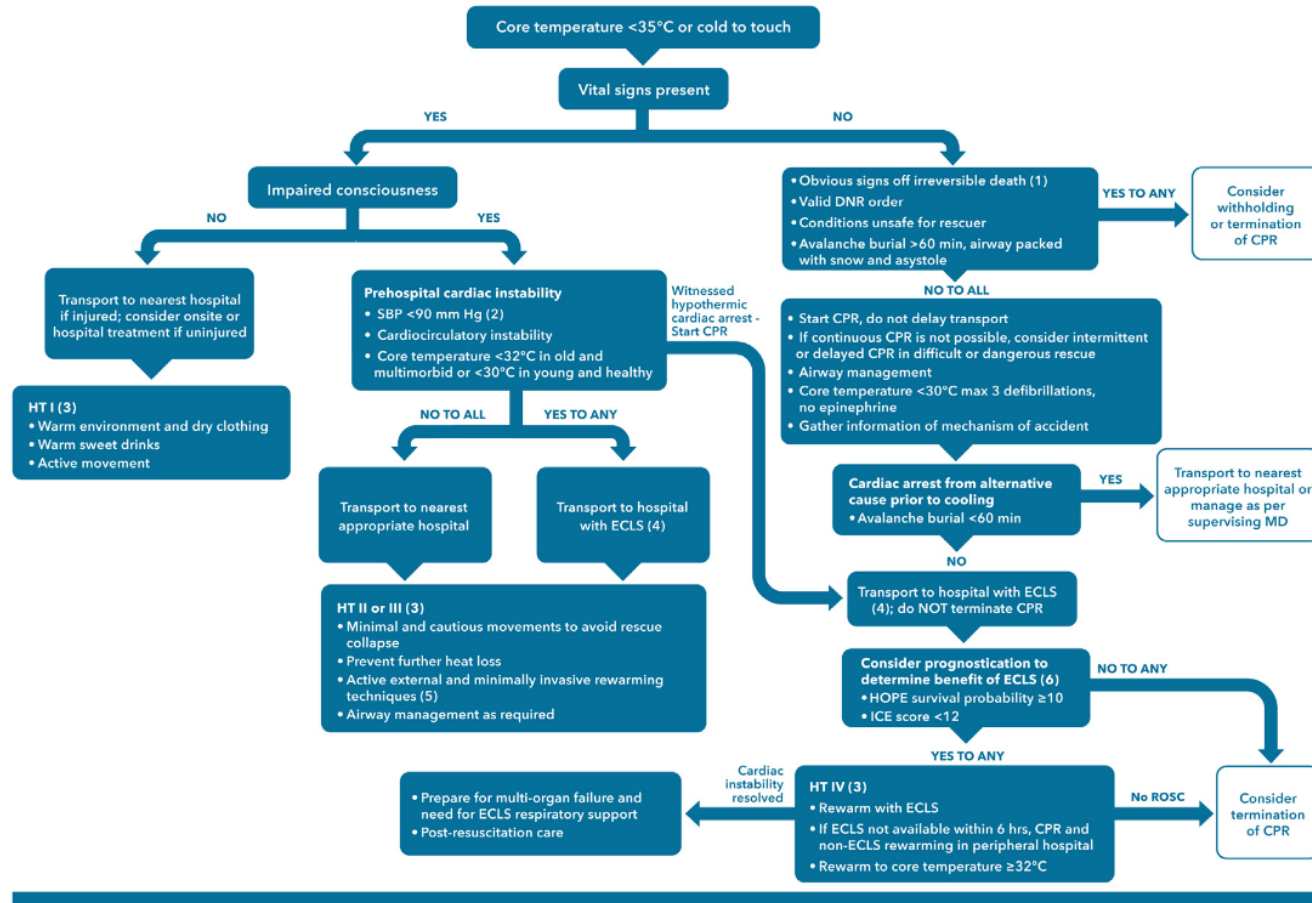 Core temperature <35°C or cold to touch
Vital signs present
YES
NO
Impaired consciousness
NO
YES
• Obvious signs off irreversible death (1)
• Valid DNR order
• Conditions unsafe for rescuer
• Avalanche burial >60 min, airway packed
with snow and asystole
YES TO ANY
Consider
withholding
or termination
of CPR
Transport to nearest hospital
if injured; consider onsite or
hospital treatment if uninjured
HT I (3)
• Warm environment and dry clothing
• Warm sweet drinks
• Active movement
Prehospital cardiac instability
• SBP <90 mm Hg (2)
• Cardiocirculatory instability
• Core temperature <32°C in old and
multimorbid or <30°C in young and healthy
Witnessed
hypothermic
cardiac arrest -
Start CPR
NO TO ALL
YES TO ANY
Transport to nearest
appropriate hospital
Transport to hospital
with ECLS (4)
HT II or III (3)
• Minimal and cautious movements to avoid rescue
collapse
• Prevent further heat loss
• Active external and minimally invasive rewarming
techniques (5)
• Airway management as required
NO TO ALL
• Start CPR, do not delay transport
• If continuous CPR is not possible, consider intermittent
or delayed CPR in difficult or dangerous rescue
• Airway management
• Core temperature <30°C max 3 defibrillations,
no epinephrine
• Gather information of mechanism of accident
Cardiac arrest from alternative
cause prior to cooling
• Avalanche burial <60 min
YES
Transport to nearest
appropriate hospital or
manage as per
supervising MD
NO
Transport to hospital with ECLS
(4); do NOT terminate CPR
Consider prognostication to
determine benefit of ECLS (6)
• HOPE survival probability ≥10
• ICE score <12
NO TO ANY
YES TO ANY
HT IV (3)
• Rewarm with ECLS
• If ECLS not available within 6 hrs, CPR and
non-ECLS rewarming in peripheral hospital
• Rewarm to core temperature ≥32°C
Cardiac
instability
resolved
• Prepare for multi-organ failure and
need for ECLS respiratory support
• Post-resuscitation care
No ROSC
Consider
termination
of CPR